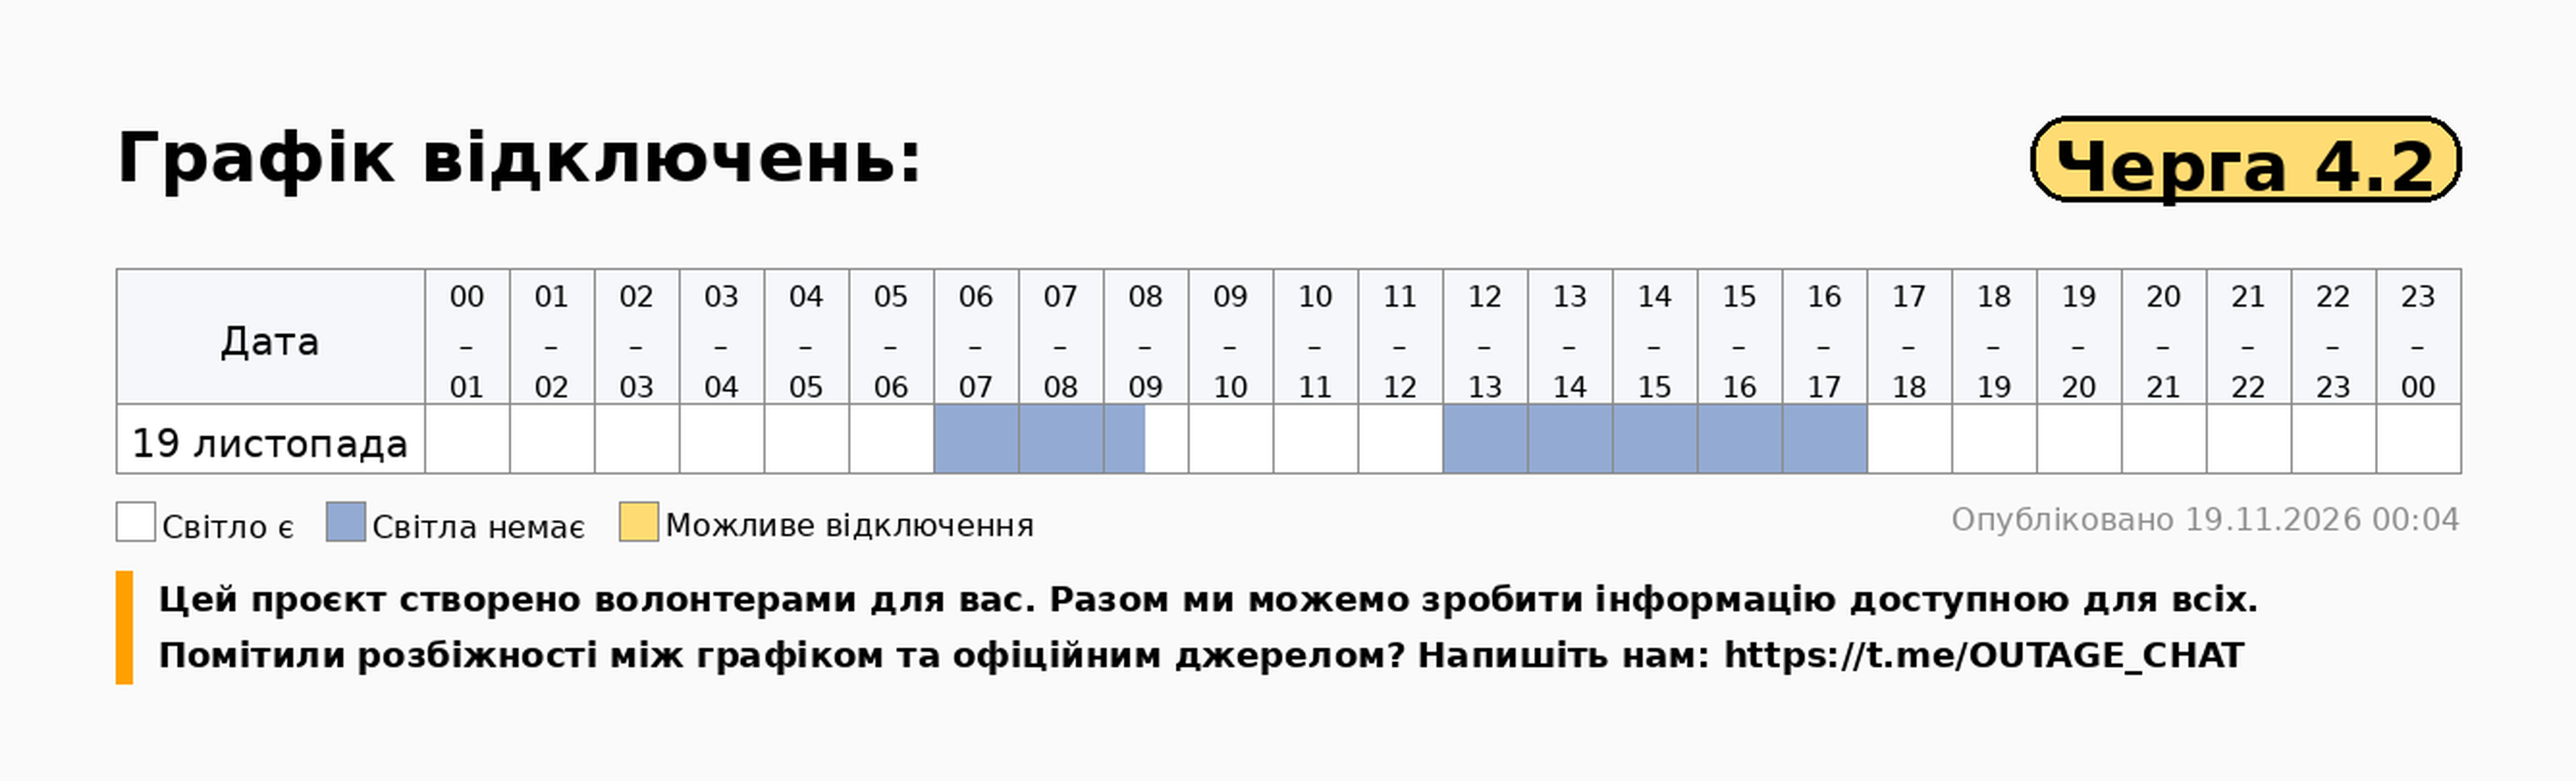 Графік відключень:
Черга 4.2
Дата
00 – 01
01 – 02
02 – 03
03 – 04
04 – 05
05 – 06
06 – 07
07 – 08
08 – 09
09 – 10
10 – 11
11 – 12
12 – 13
13 – 14
14 – 15
15 – 16
16 – 17
17 – 18
18 – 19
19 – 20
20 – 21
21 – 22
22 – 23
23 – 00
19 листопада
Світло є
Світла немає
Можливе відключення
Опубліковано 19.11.2026 00:04
Цей проєкт створено волонтерами для вас. Разом ми можемо зробити інформацію доступною для всіх.
Помітили розбіжності між графіком та офіційним джерелом? Напишіть нам: https://t.me/OUTAGE_CHAT